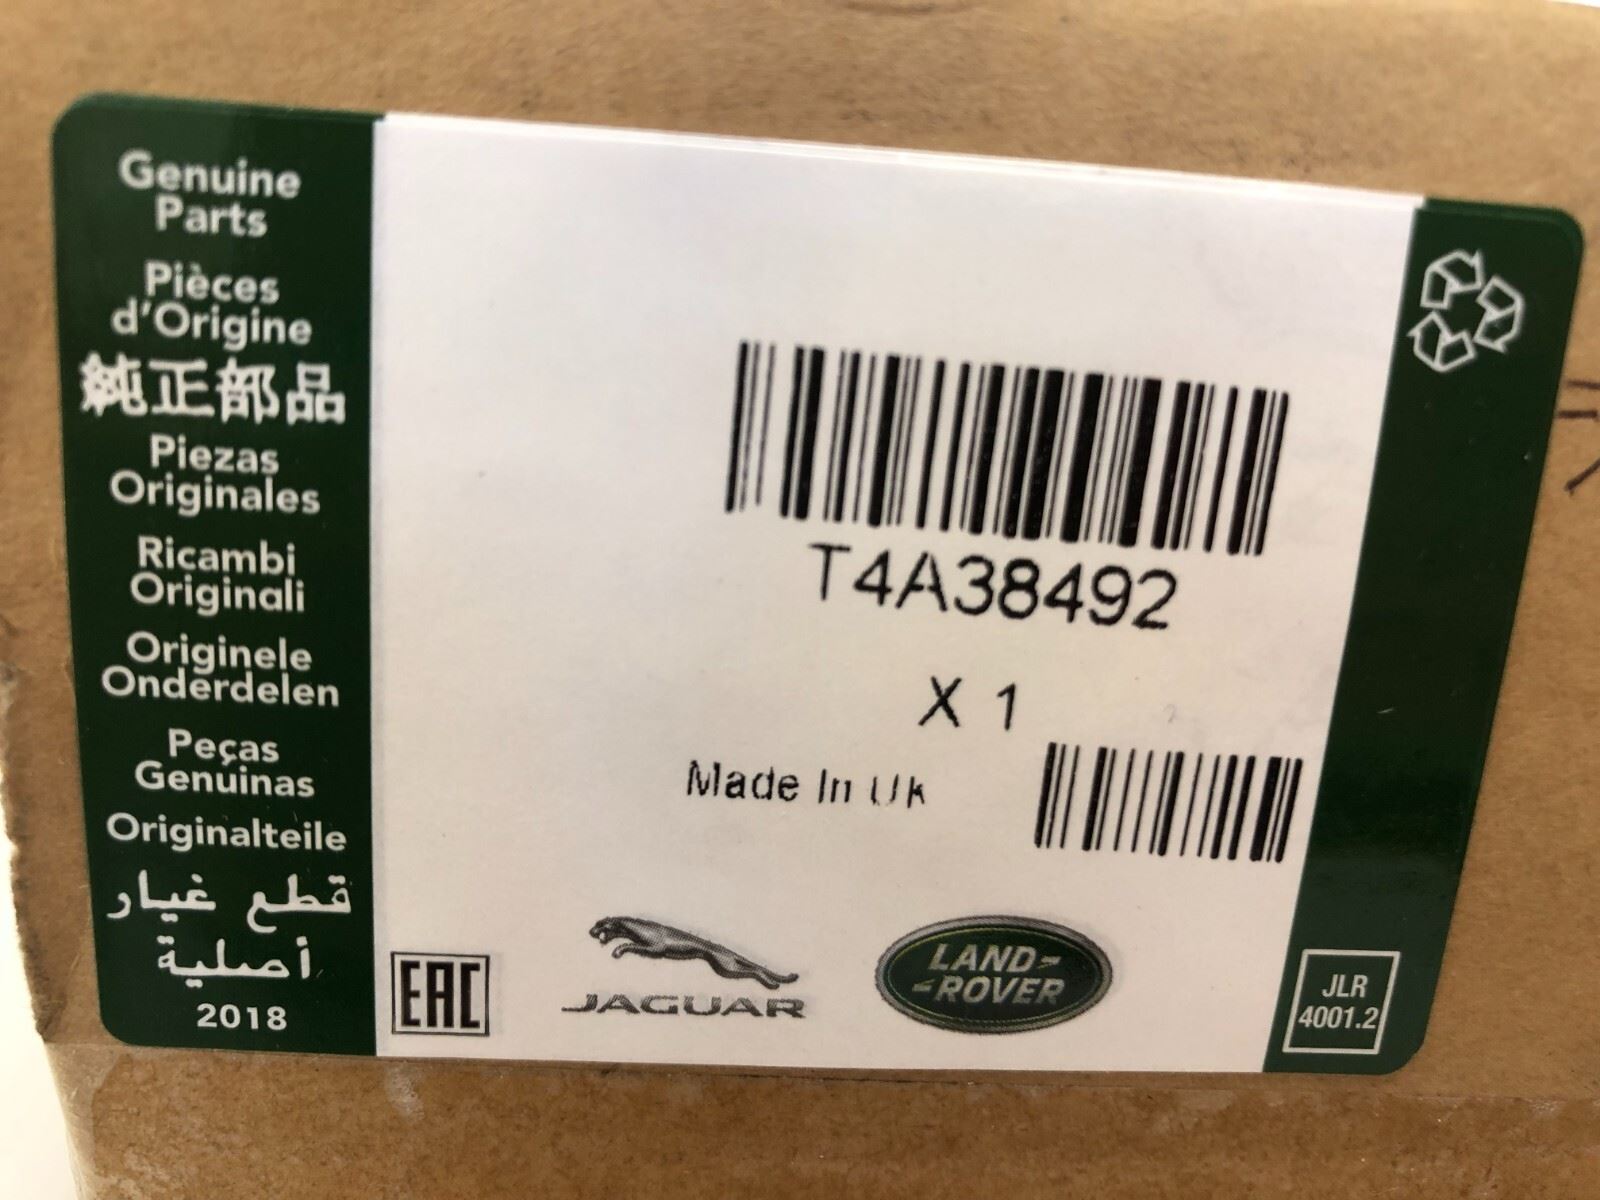 Genuine
Parts
Pièces
d'Origine
純正部品
Piezas
Originales
Ricambi
Originali
Originele
Onderdelen
Peças
Genuinas
Originalteile
قطع غيار
أصلية
2018
T4A38492
X 1
Made In Uk
EAC
JAGUAR
LAND-
-ROVER
JLR
4001.2